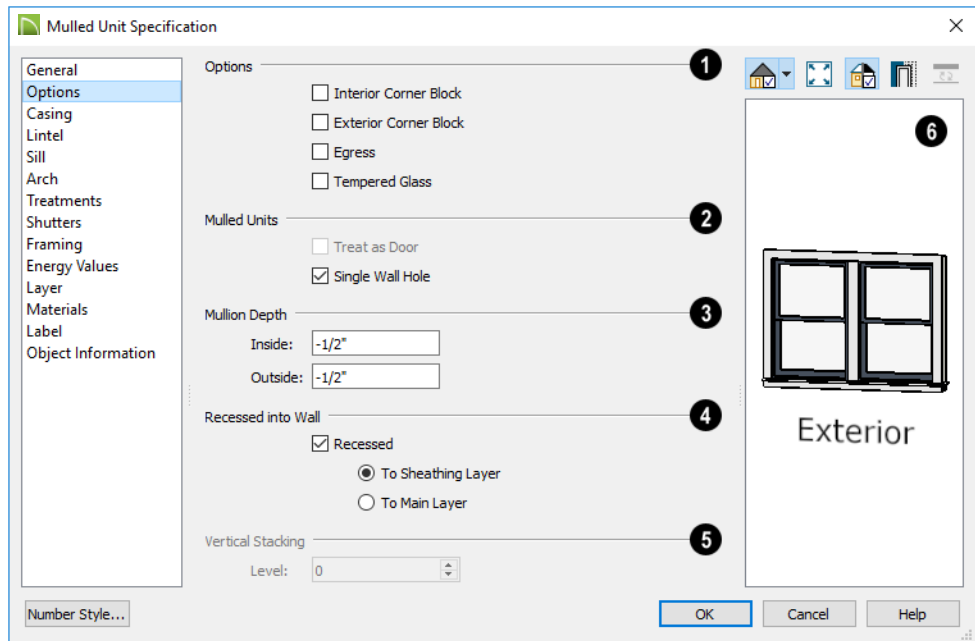 Mulled Unit Specification
General
Options
Casing
Lintel
Sill
Arch
Treatments
Shutters
Framing
Energy Values
Layer
Materials
Label
Object Information
Options
1
Interior Corner Block
Exterior Corner Block
Egress
Tempered Glass
Mulled Units
2
Treat as Door
Single Wall Hole
Mullion Depth
3
Inside: -1/2"
Outside: -1/2"
Recessed into Wall
4
Recessed
To Sheathing Layer
To Main Layer
Vertical Stacking
5
Level: 0
6
Exterior
Number Style...
OK
Cancel
Help